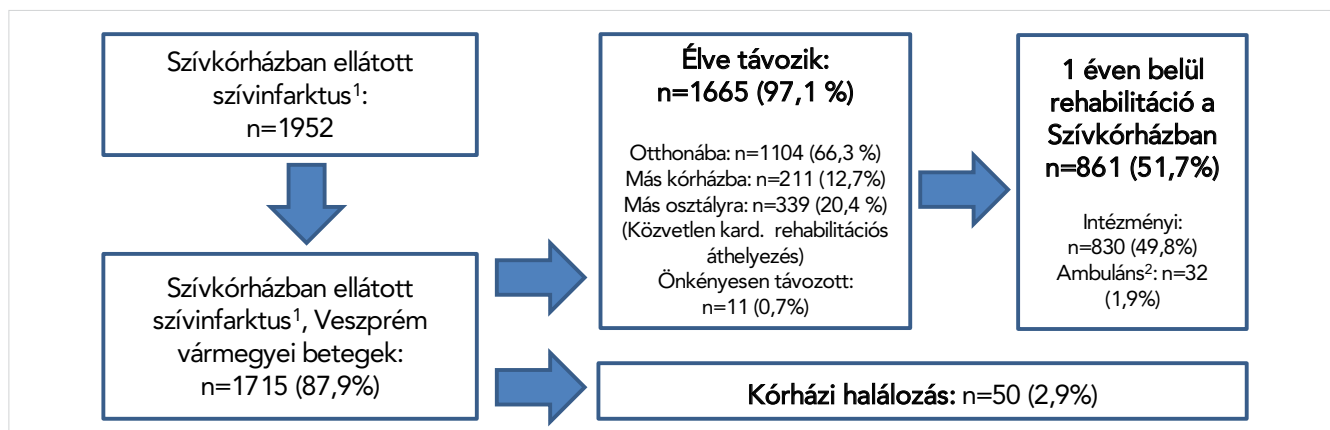 Szívkórházban ellátott
szívinfarktus¹:
n=1952
Szívkórházban ellátott
szívinfarktus¹, Veszprém
vármegyei betegek:
n=1715 (87,9%)
Élve távozik:
n=1665 (97,1 %)
Otthonába: n=1104 (66,3 %)
Más kórházba: n=211 (12,7%)
Más osztályra: n=339 (20,4 %)
(Közvetlen kard. rehabilitációs
áthelyezés)
Önkényesen távozott:
n=11 (0,7%)
1 éven belül
rehabilitáció a
Szívkórházban
n=861 (51,7%)
Intézményi:
n=830 (49,8%)
Ambuláns²: n=32
(1,9%)
Kórházi halálozás: n=50 (2,9%)